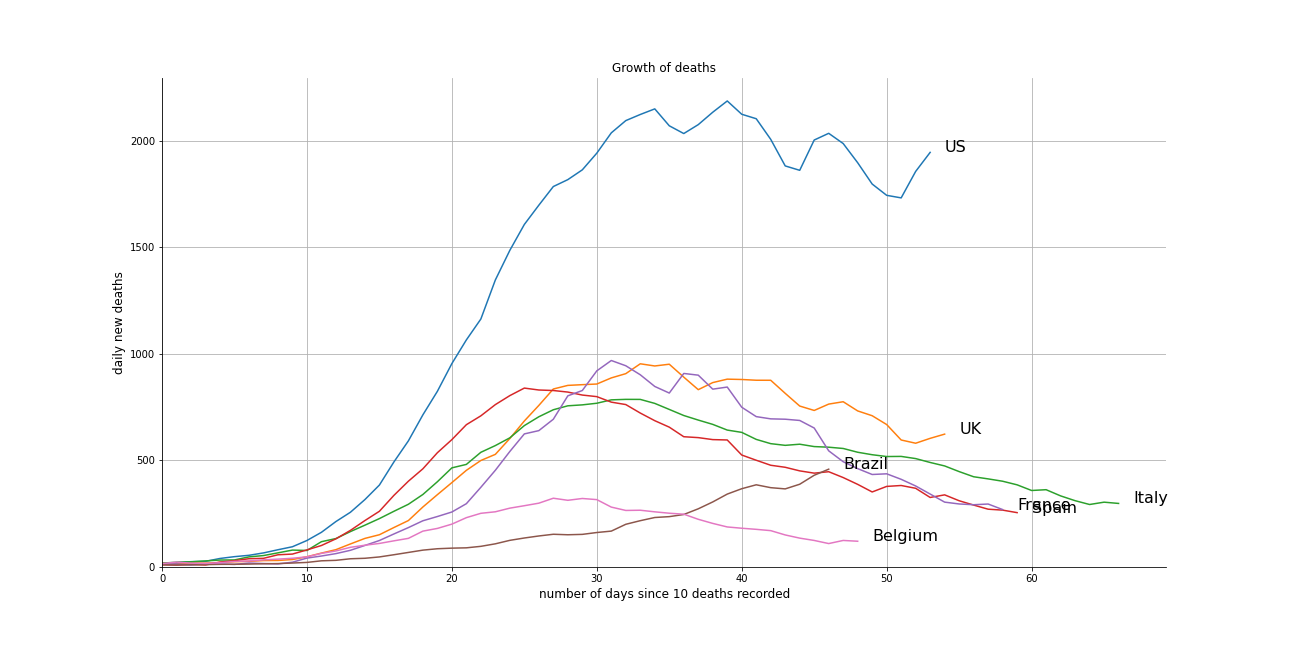 Growth of deaths
daily new deaths
2000
1500
1000
500
0
US
UK
Brazil
France
Spain
Italy
Belgium
0 10 20 30 40 50 60
number of days since 10 deaths recorded